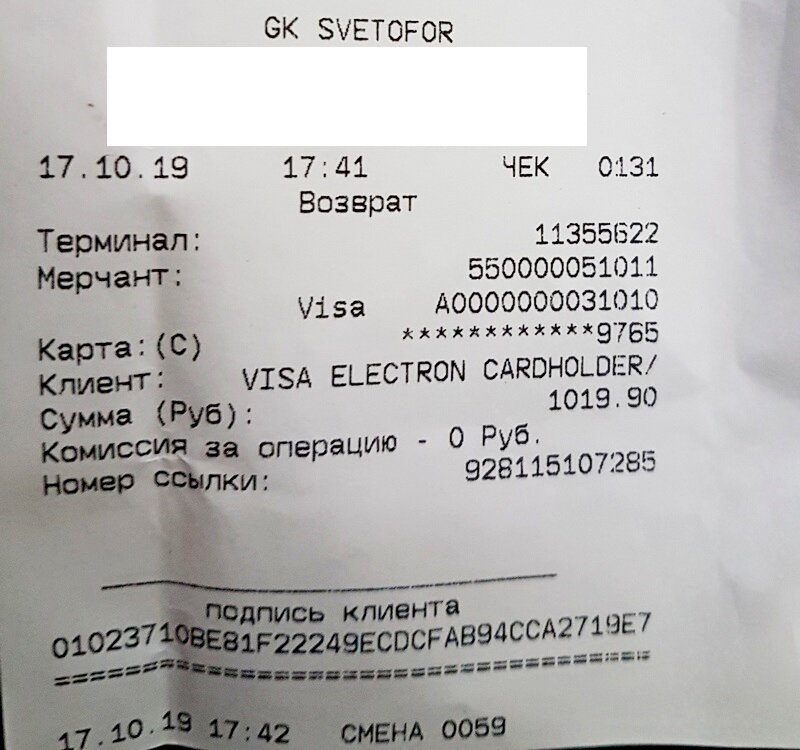 GK SVETOFOR
17.10.19 17:41 ЧЕК 0131
Возврат
Терминал: 11355622
Мерчант: 550000051011
Visa A0000000031010
Карта:(C) ************9765
Клиент: VISA ELECTRON CARDHOLDER/
Сумма (Руб): 1019.90
Комиссия за операцию - 0 Руб.
Номер ссылки: 928115107285
подпись клиента
01023710BE81F22249ECDCFAB94CCA2719E7
==================================
17.10.19 17:42 СМЕНА 0059